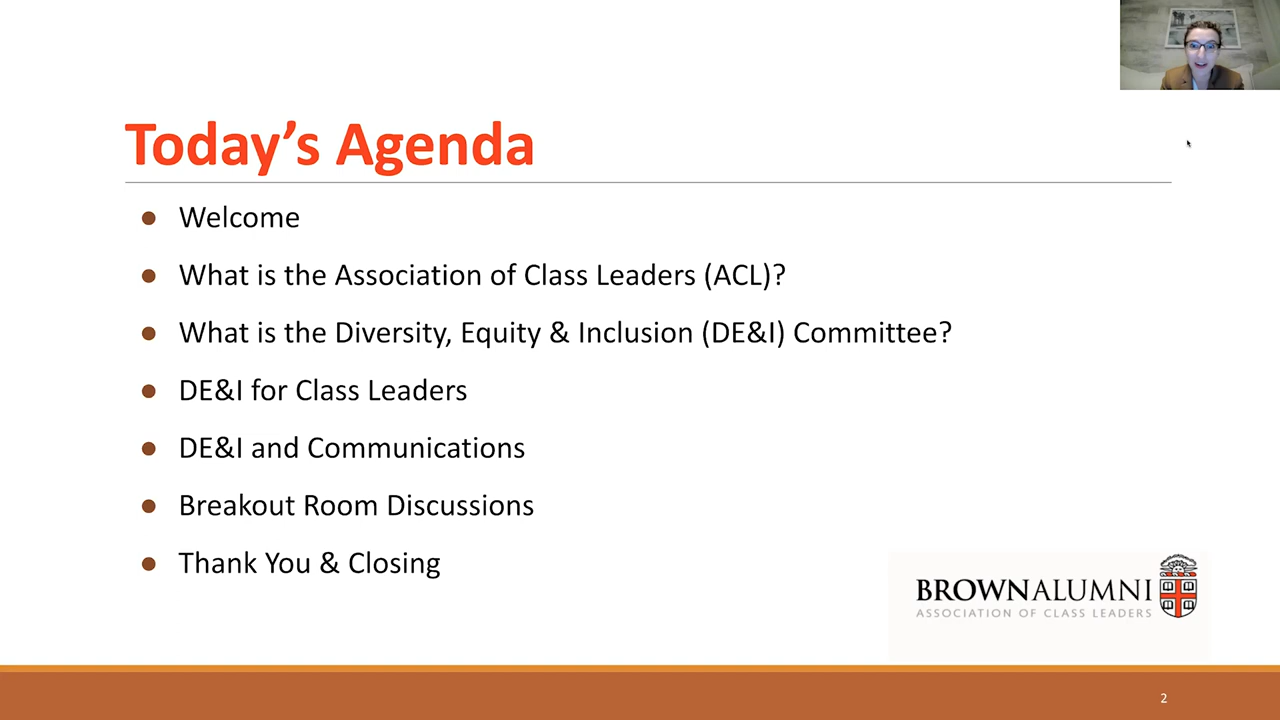 Today’s Agenda
Welcome
What is the Association of Class Leaders (ACL)?
What is the Diversity, Equity & Inclusion (DE&I) Committee?
DE&I for Class Leaders
DE&I and Communications
Breakout Room Discussions
Thank You & Closing
BROWNALUMNI
ASSOCIATION OF CLASS LEADERS
2